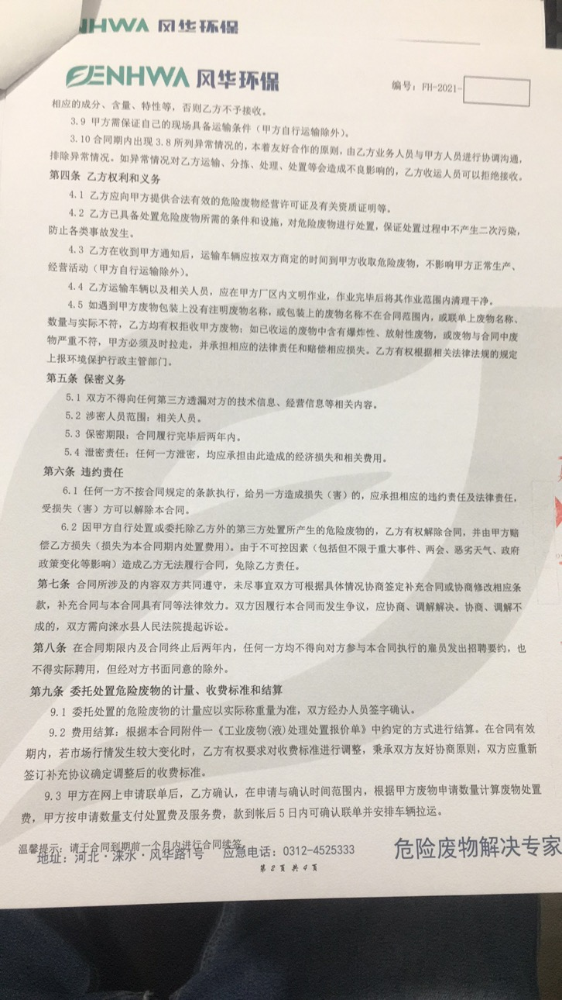 NHWA 风华环保
FENHWA 风华环保
编号：FH-2021-
相应的成分、含量、特性等，否则乙方不予接收。
3.9 甲方需保证自己的现场具备运输条件（甲方自行运输除外）。
3.10 合同期内出现 3.8 所列异常情况的，本着友好合作的原则，由乙方业务人员与甲方人员进行协调沟通，
排除异常情况。如异常情况对乙方运输、分拣、处理、处置等会造成不良影响的，乙方收运人员可以拒绝接收。
第四条 乙方权利和义务
4.1 乙方应向甲方提供合法有效的危险废物经营许可证及有关资质证明等。
4.2 乙方已具备处置危险废物所需的条件和设施，对危险废物进行处置，保证处置过程中不产生二次污染，
防止各类事故发生。
4.3 乙方在收到甲方通知后，运输车辆应按双方商定的时间到甲方收取危险废物，不影响甲方正常生产、
经营活动（甲方自行运输除外）。
4.4 乙方运输车辆以及相关人员，应在甲方厂区内文明作业，作业完毕后将其作业范围内清理干净。
4.5 如遇到甲方废物包装上没有注明废物名称，或包装上的废物名称不在合同范围内，或联单上废物名称、
数量与实际不符，乙方均有权拒收甲方废物；如已收运的废物中含有爆炸性、放射性废物，或废物与合同中废
物严重不符，甲方必须及时拉走，并承担相应的法律责任和赔偿相应损失。乙方有权根据相关法律法规的规定
上报环境保护行政主管部门。
第五条 保密义务
5.1 双方不得向任何第三方透漏对方的技术信息、经营信息等相关内容。
5.2 涉密人员范围：相关人员。
5.3 保密期限：合同履行完毕后两年内。
5.4 泄密责任：任何一方泄密，均应承担由此造成的经济损失和相关费用。
第六条 违约责任
6.1 任何一方不按合同规定的条款执行，给另一方造成损失（害）的，应承担相应的违约责任及法律责任，
受损失（害）方可以解除本合同。
6.2 因甲方自行处置或委托除乙方外的第三方处置所产生的危险废物的，乙方有权解除合同，并由甲方赔
偿乙方损失（损失为本合同期内处置费用）。由于不可控因素（包括但不限于重大事件、两会、恶劣天气、政府
政策变化等影响）造成乙方无法履行合同，免除乙方责任。
第七条 合同所涉及的内容双方共同遵守，未尽事宜双方可根据具体情况协商签定补充合同或协商修改相应条
款，补充合同与本合同具有同等法律效力。双方因履行本合同而发生争议，应协商、调解解决。协商、调解不
成的，双方需向涞水县人民法院提起诉讼。
第八条 在合同期限内及合同终止后两年内，任何一方均不得向对方参与本合同执行的雇员发出招聘要约，也
不得实际聘用，但经对方书面同意的除外。
第九条 委托处置危险废物的计量、收费标准和结算
9.1 委托处置的危险废物的计量应以实际称重量为准，双方经办人员签字确认。
9.2 费用结算：根据本合同附件一《工业废物(液)处理处置报价单》中约定的方式进行结算。在合同有效
期内，若市场行情发生较大变化时，乙方有权要求对收费标准进行调整，秉承双方友好协商原则，双方应重新
签订补充协议确定调整后的收费标准。
9.3 甲方在网上申请联单后，乙方确认，在申请与确认时间范围内，根据甲方废物申请数量计算废物处置
费，甲方按申请数量支付处置费及服务费，款到帐后 5 日内可确认联单并安排车辆拉运。
温馨提示：请于合同到期前一个月内进行合同续签。
地址：河北·涞水·风华路1号 应急电话：0312-4525333
危险废物解决专家
第 2 页 共 4 页